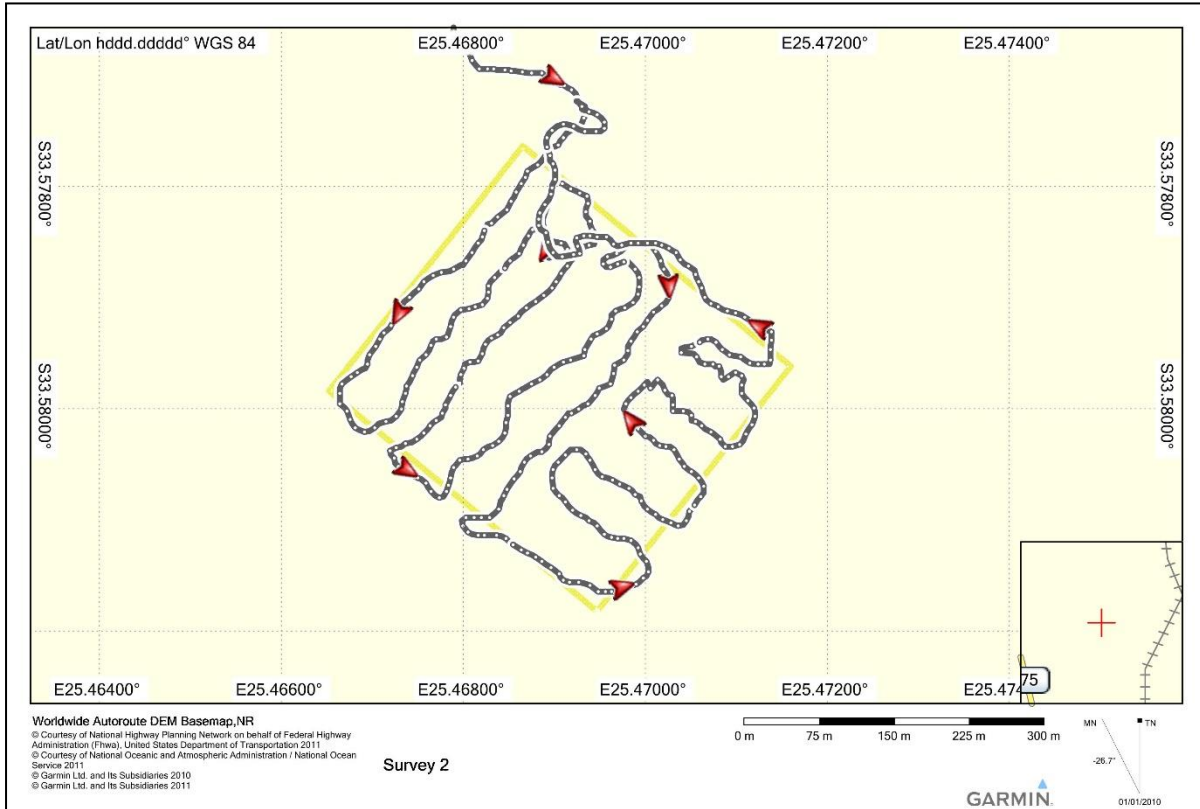 Lat/Lon hddd.ddddd° WGS 84
E25.46800°
E25.47000°
E25.47200°
E25.47400°
S33.57800°
S33.57800°
S33.58000°
S33.58000°
E25.46400°
E25.46600°
E25.46800°
E25.47000°
E25.47200°
E25.474
75
Worldwide Autoroute DEM Basemap,NR
© Courtesy of National Highway Planning Network on behalf of Federal Highway
Administration (Fhwa), United States Department of Transportation 2011
© Courtesy of National Oceanic and Atmospheric Administration / National Ocean
Service 2011
© Garmin Ltd. and Its Subsidiaries 2010
© Garmin Ltd. and Its Subsidiaries 2011
Survey 2
0 m 75 m 150 m 225 m 300 m
MN TN
-26.7°
GARMIN.
01/01/2010